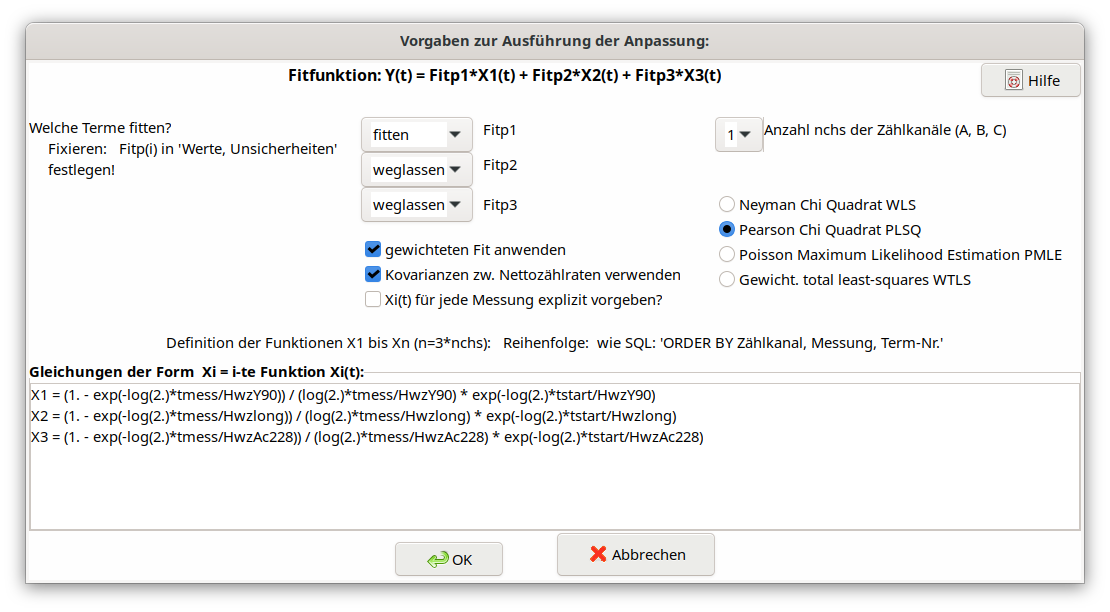 Vorgaben zur Ausführung der Anpassung:
Fitfunktion: Y(t) = Fitp1*X1(t) + Fitp2*X2(t) + Fitp3*X3(t)
Hilfe
Welche Terme fitten?
Fixieren: Fitp(i) in 'Werte, Unsicherheiten'
festlegen!
fitten Fitp1
weglassen Fitp2
weglassen Fitp3
1 Anzahl nchs der Zählkanäle (A, B, C)
gewichteten Fit anwenden
Kovarianzen zw. Nettozählraten verwenden
Xi(t) für jede Messung explizit vorgeben?
Neyman Chi Quadrat WLS
Pearson Chi Quadrat PLSQ
Poisson Maximum Likelihood Estimation PMLE
Gewicht. total least-squares WTLS
Definition der Funktionen X1 bis Xn (n=3*nchs): Reihenfolge: wie SQL: 'ORDER BY Zählkanal, Messung, Term-Nr.'
Gleichungen der Form Xi = i-te Funktion Xi(t):
X1 = (1. - exp(-log(2.)*tmess/HwzY90)) / (log(2.)*tmess/HwzY90) * exp(-log(2.)*tstart/HwzY90)
X2 = (1. - exp(-log(2.)*tmess/Hwzlong)) / (log(2.)*tmess/Hwzlong) * exp(-log(2.)*tstart/Hwzlong)
X3 = (1. - exp(-log(2.)*tmess/HwzAc228)) / (log(2.)*tmess/HwzAc228) * exp(-log(2.)*tstart/HwzAc228)
OK
Abbrechen